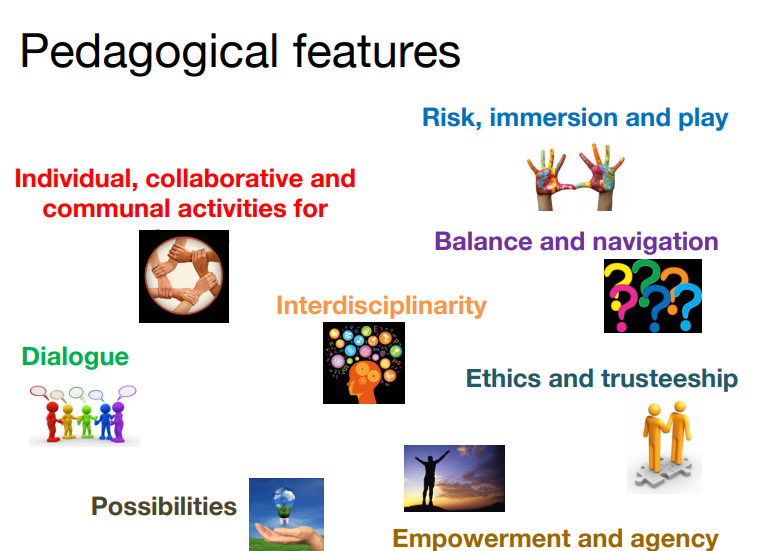 Pedagogical features
Risk, immersion and play
Individual, collaborative and
communal activities for
Balance and navigation
Interdisciplinarity
Dialogue
Ethics and trusteeship
Possibilities
Empowerment and agency